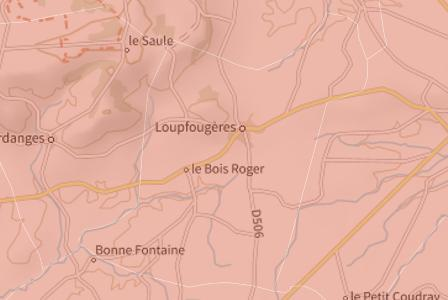 le Saule
Loupfougères
rdanges
le Bois Roger
D506
Bonne Fontaine
le Petit Coudray